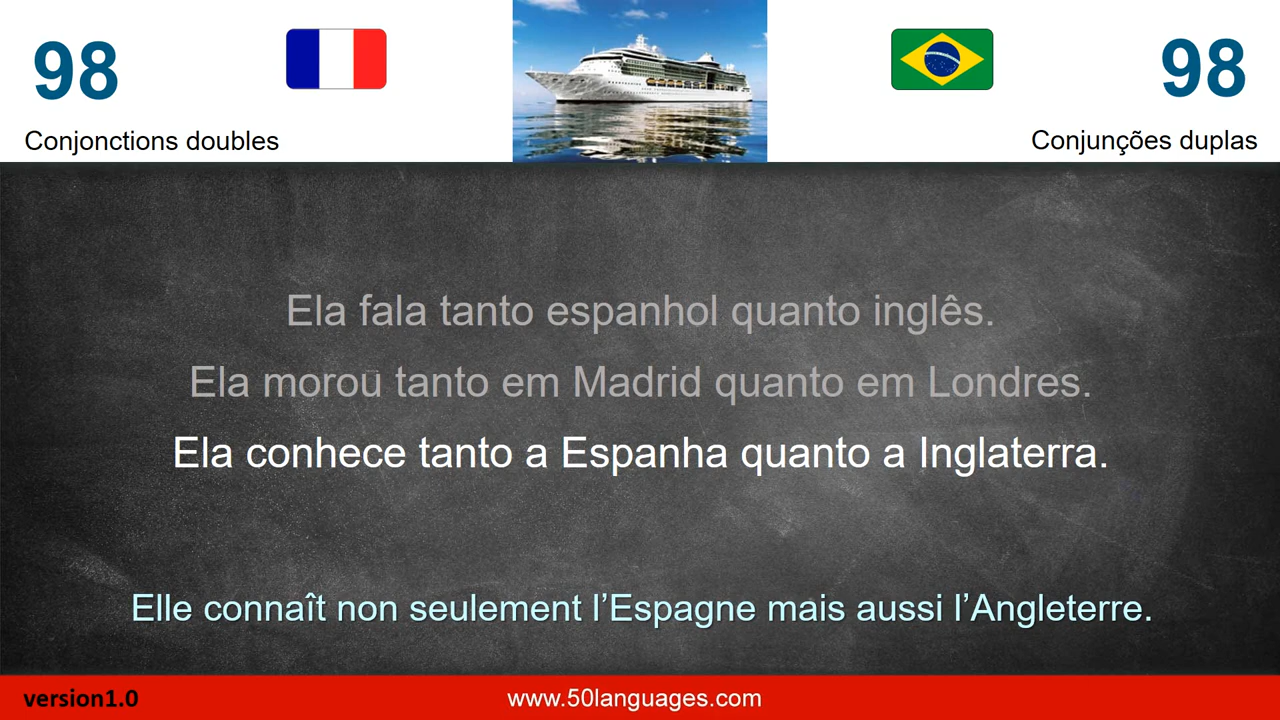 98
98
Conjonctions doubles
Conjunções duplas
Ela fala tanto espanhol quanto inglês.
Ela morou tanto em Madrid quanto em Londres.
Ela conhece tanto a Espanha quanto a Inglaterra.
Elle connaît non seulement l’Espagne mais aussi l’Angleterre.
version1.0
www.50languages.com